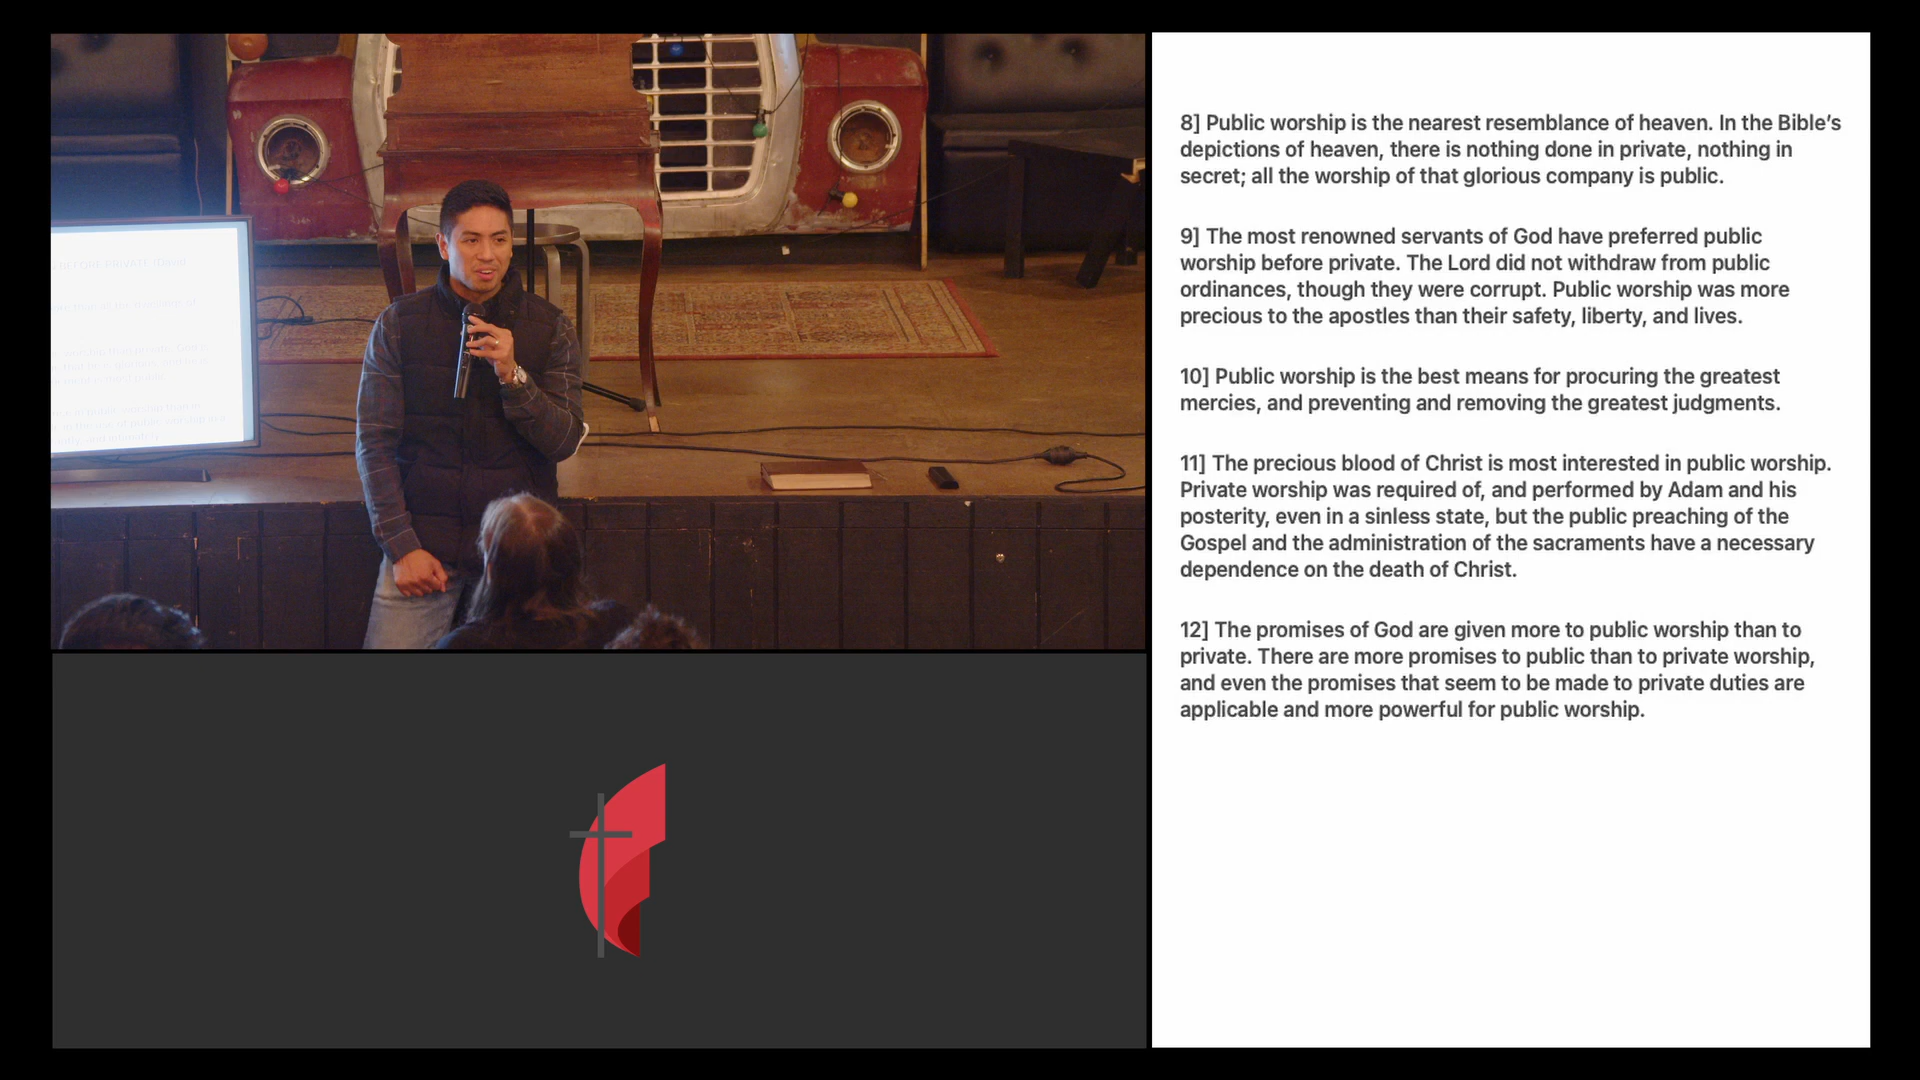 8] Public worship is the nearest resemblance of heaven. In the Bible’s
depictions of heaven, there is nothing done in private, nothing in
secret; all the worship of that glorious company is public.
9] The most renowned servants of God have preferred public
worship before private. The Lord did not withdraw from public
ordinances, though they were corrupt. Public worship was more
precious to the apostles than their safety, liberty, and lives.
10] Public worship is the best means for procuring the greatest
mercies, and preventing and removing the greatest judgments.
11] The precious blood of Christ is most interested in public worship.
Private worship was required of, and performed by Adam and his
posterity, even in a sinless state, but the public preaching of the
Gospel and the administration of the sacraments have a necessary
dependence on the death of Christ.
12] The promises of God are given more to public worship than to
private. There are more promises to public than to private worship,
and even the promises that seem to be made to private duties are
applicable and more powerful for public worship.